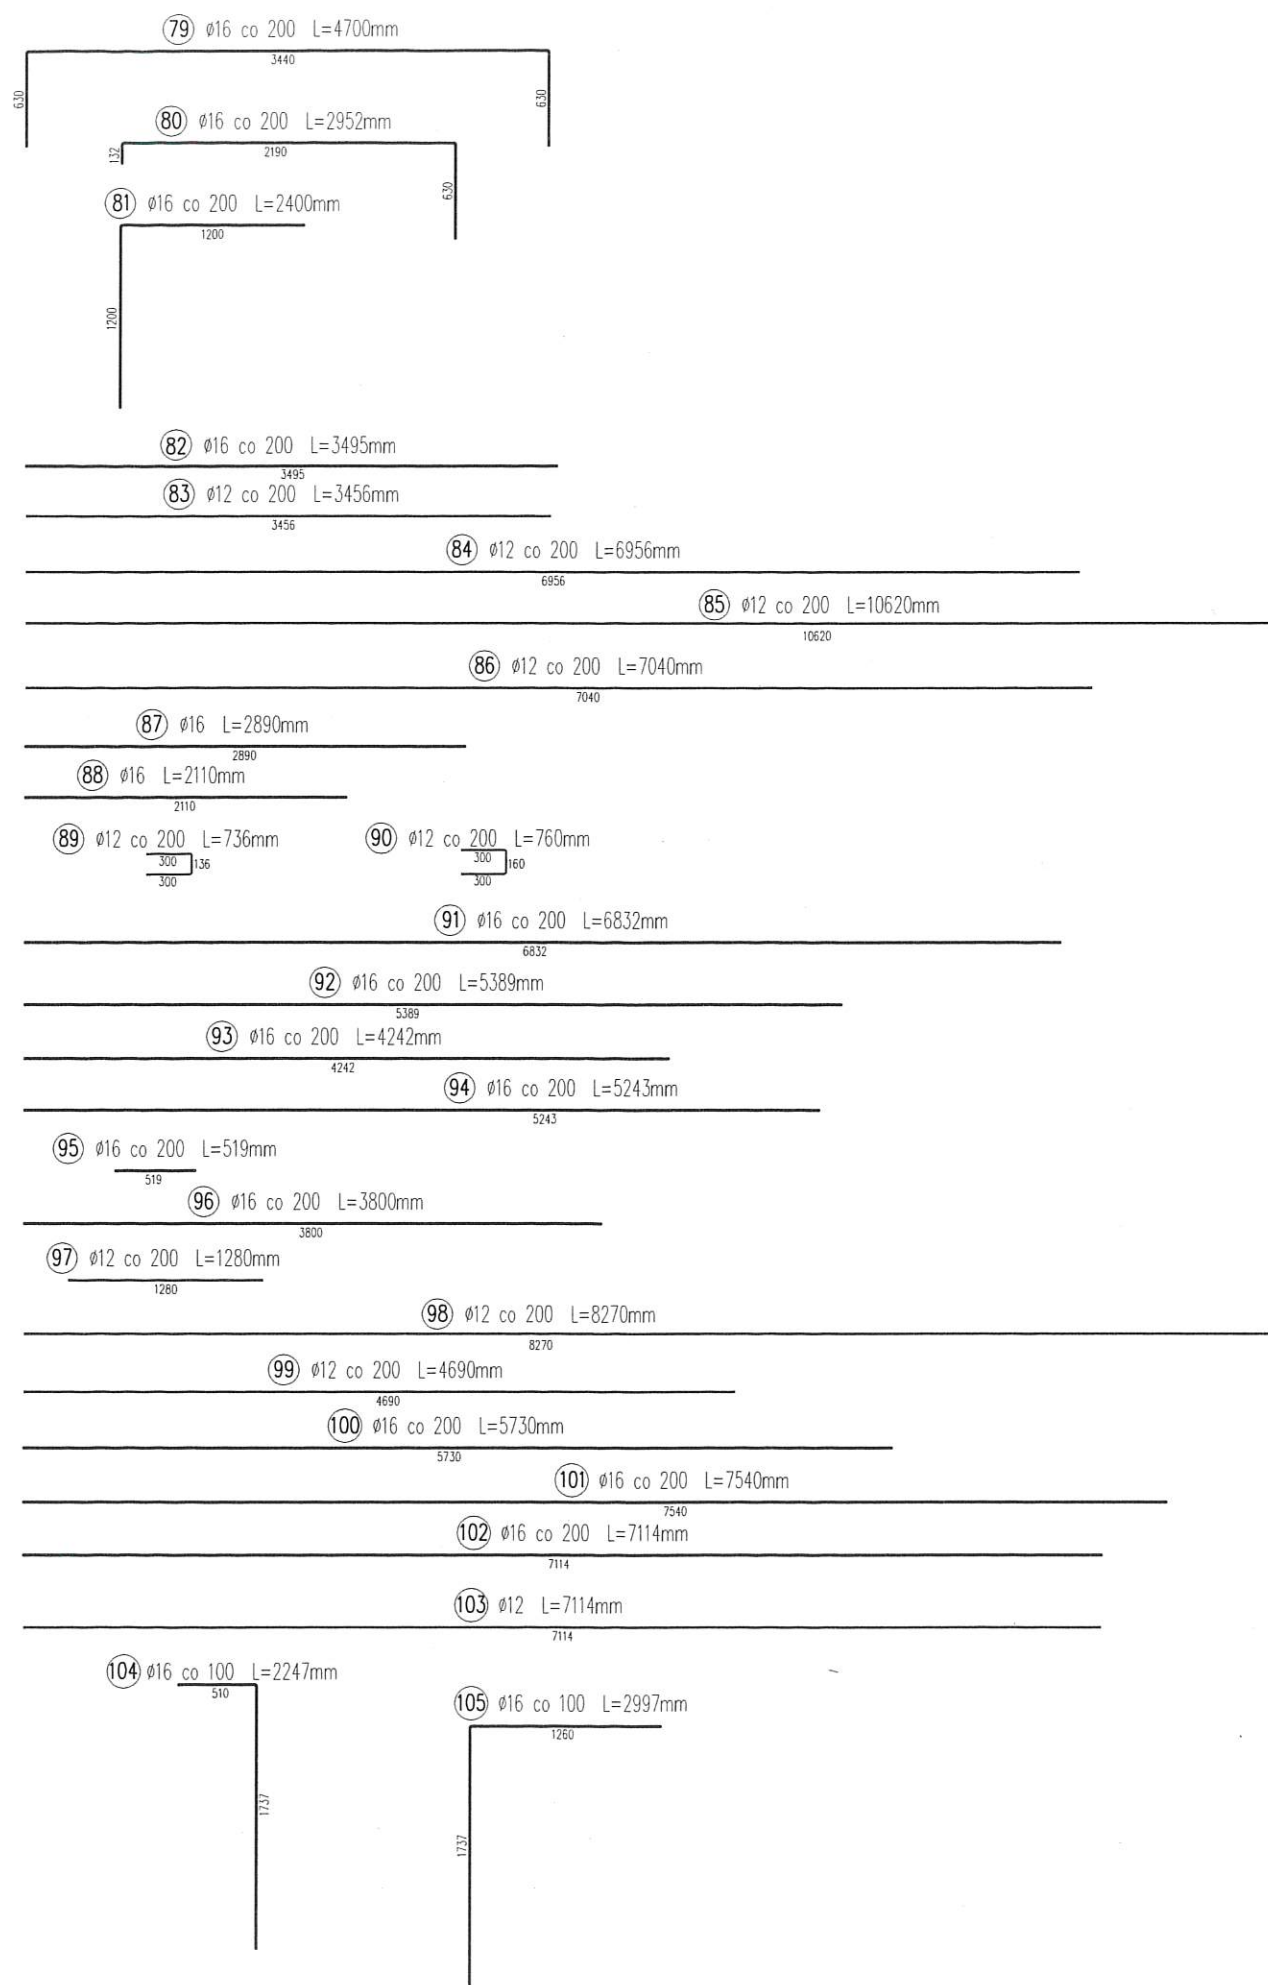 79 ø16 co 200 L=4700mm
3440
630
630
80 ø16 co 200 L=2952mm
132
2190
630
81 ø16 co 200 L=2400mm
1200
1200
82 ø16 co 200 L=3495mm
3495
83 ø12 co 200 L=3456mm
3456
84 ø12 co 200 L=6956mm
6956
85 ø12 co 200 L=10620mm
10620
86 ø12 co 200 L=7040mm
7040
87 ø16 L=2890mm
2890
88 ø16 L=2110mm
2110
89 ø12 co 200 L=736mm
300 136
300
90 ø12 co 200 L=760mm
300 160
300
91 ø16 co 200 L=6832mm
6832
92 ø16 co 200 L=5389mm
5389
93 ø16 co 200 L=4242mm
4242
94 ø16 co 200 L=5243mm
5243
95 ø16 co 200 L=519mm
519
96 ø16 co 200 L=3800mm
3800
97 ø12 co 200 L=1280mm
1280
98 ø12 co 200 L=8270mm
8270
99 ø12 co 200 L=4690mm
4690
100 ø16 co 200 L=5730mm
5730
101 ø16 co 200 L=7540mm
7540
102 ø16 co 200 L=7114mm
7114
103 ø12 L=7114mm
7114
104 ø16 co 100 L=2247mm
510
1737
105 ø16 co 100 L=2997mm
1260
1737